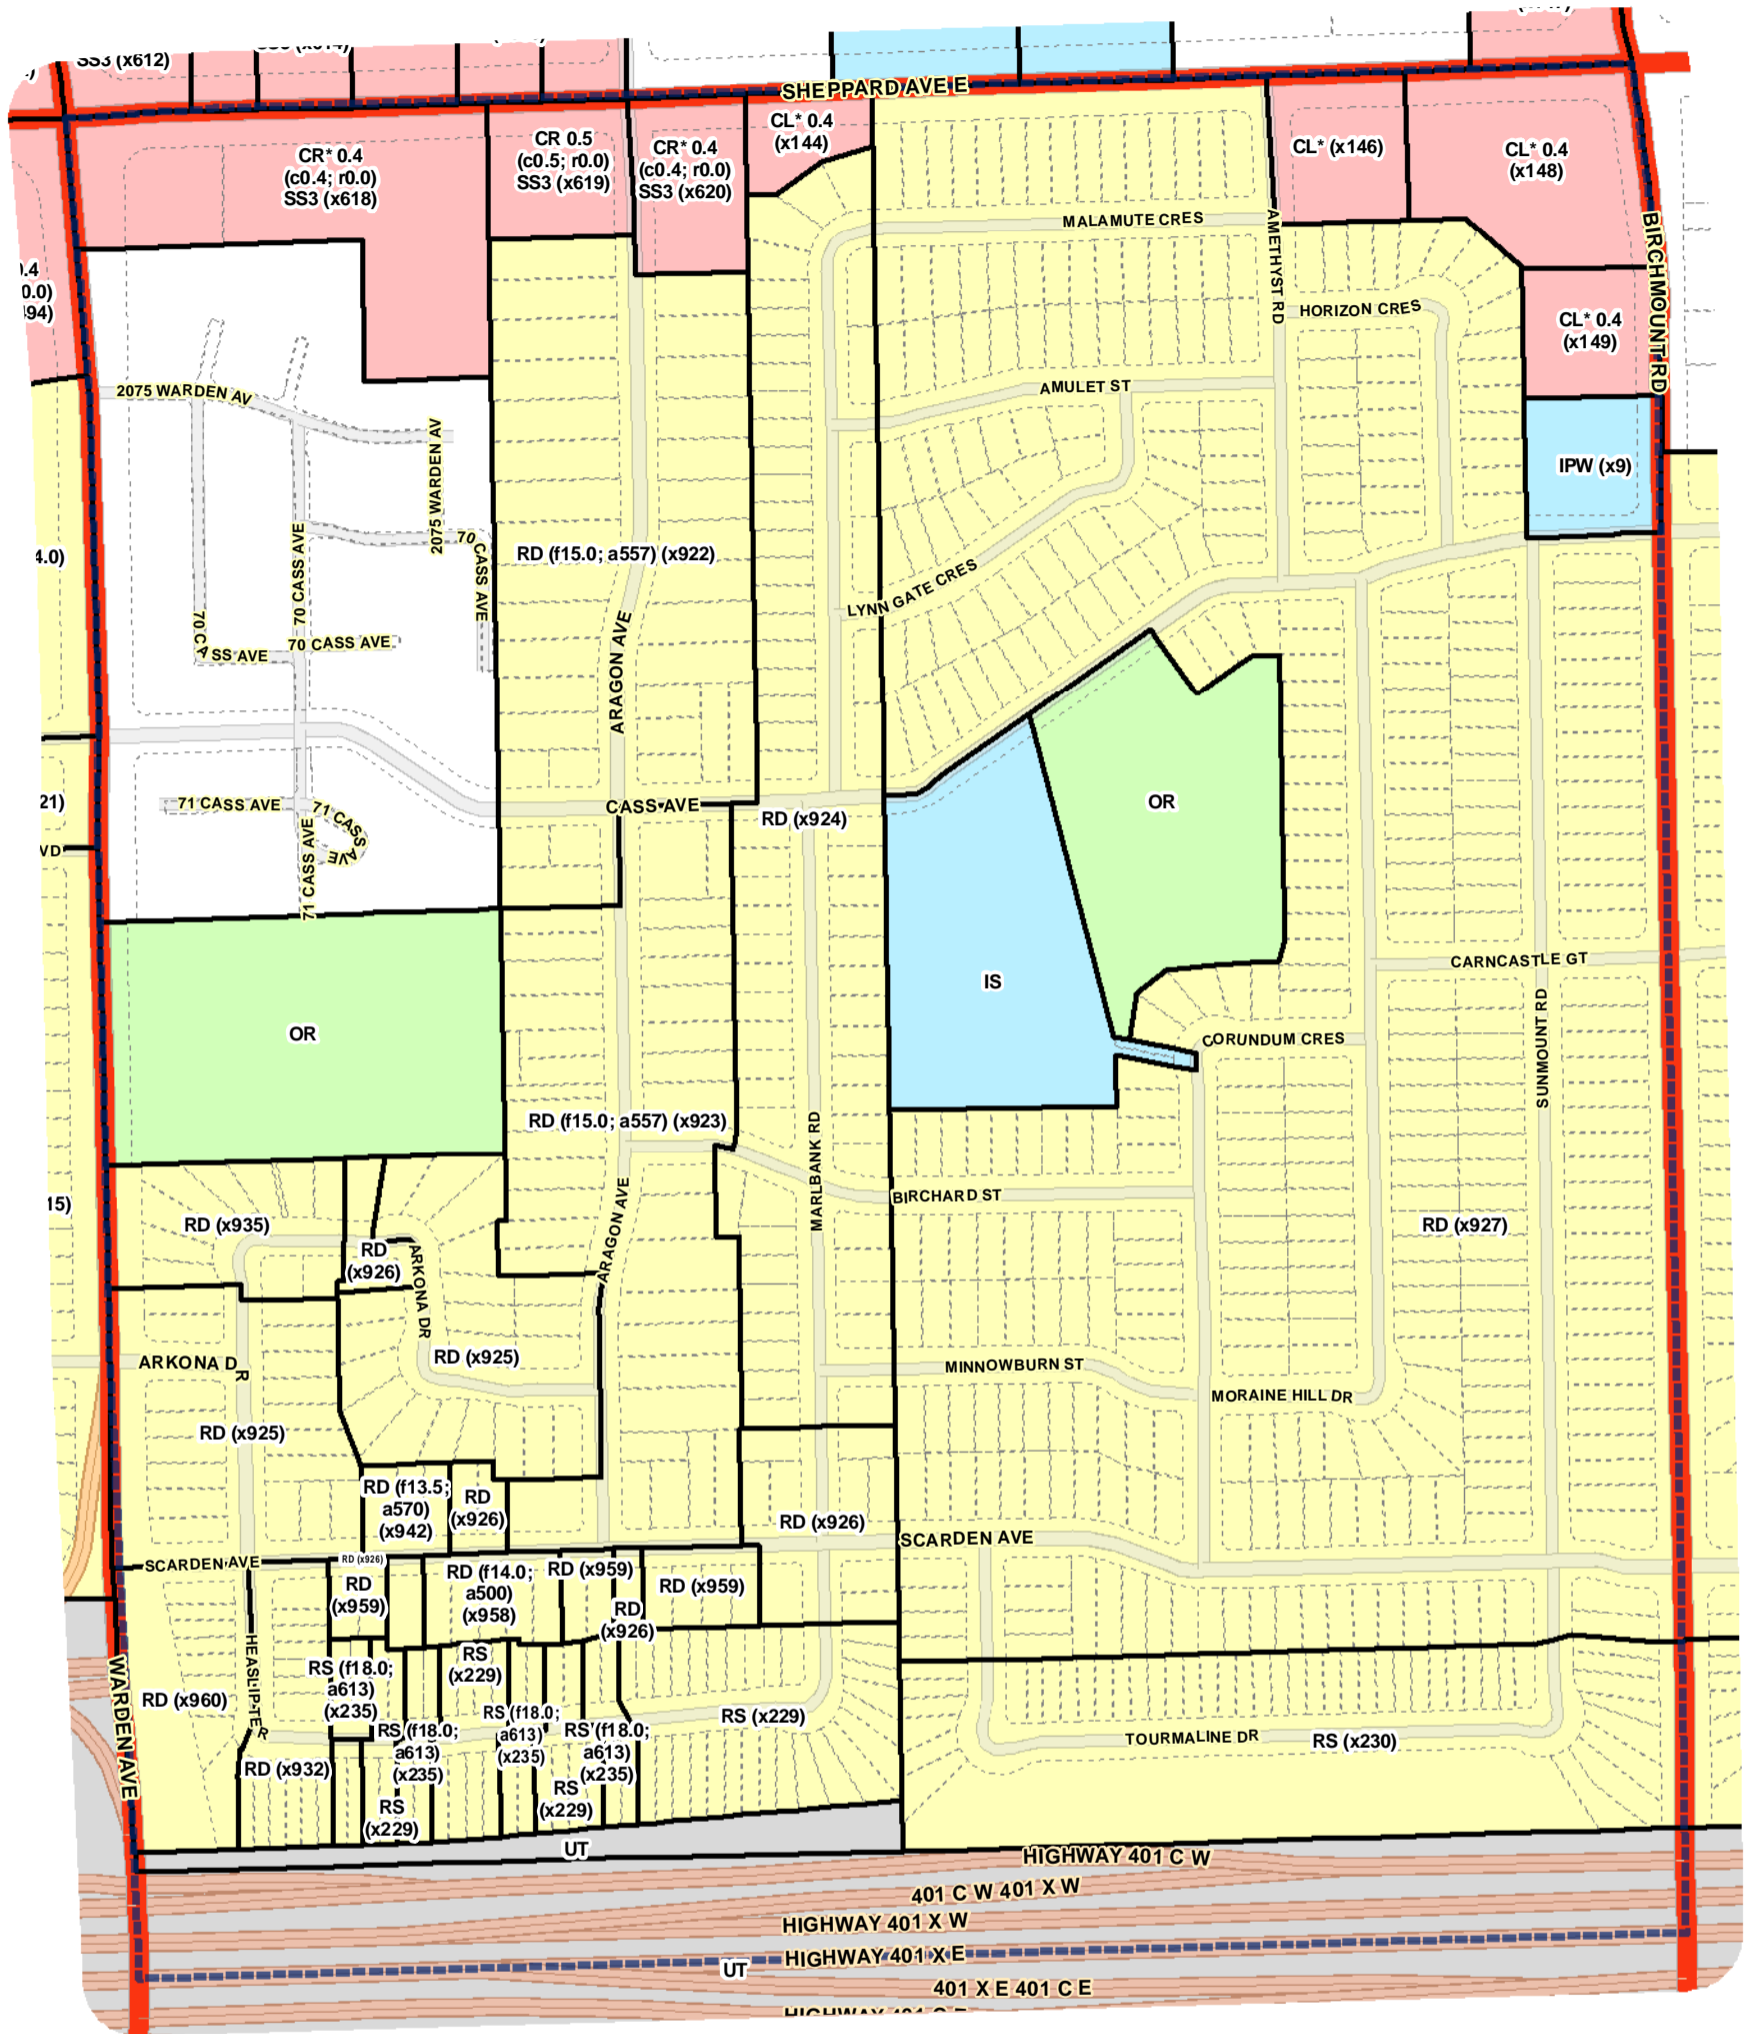 SS3 (x612)
SHEPPARD AVE E
CR* 0.4
(c0.4; r0.0)
SS3 (x618)
CR 0.5
(c0.5; r0.0)
SS3 (x619)
CR* 0.4
(c0.4; r0.0)
SS3 (x620)
CL* 0.4
(x144)
CL* (x146)
CL* 0.4
(x148)
MALAMUTE CRES
AMETHYST RD
BIRCHMOUNT RD
HORIZON CRES
CL* 0.4
(x149)
0.0)
2075 WARDEN AV
2075 WARDEN AV
AMULET ST
IPW (x9)
70 CASS AVE
70 CASS AVE
RD (f15.0; a557) (x922)
4.0)
LYNN GATE CRES
70 CASS AVE
70 CASS AVE
ARAGON AVE
71 CASS AVE
71 CASS AVE
71 CASS AVE
CASS AVE
RD (x924)
OR
21)
VD
CARNCASTLE GT
IS
OR
SUNMOUNT RD
CORUNDUM CRES
RD (f15.0; a557) (x923)
MARLBANK RD
BIRCHARD ST
15)
RD (x935)
RD
(x926)
ARKONA DR
ARAGON AVE
RD (x927)
ARKONA DR
RD (x925)
MINNOWBURN ST
MORAINE HILL DR
RD (x925)
RD (f13.5;
a570)
(x942)
RD
(x926)
RD (x926)
SCARDEN AVE
SCARDEN AVE
RD (x926)
RD
(x959)
RD (f14.0;
a500)
(x958)
RD (x959)
RD (x959)
RD
(x926)
HEASLIP TER
WARDEN AVE
RD (x960)
RS (f18.0;
a613)
(x235)
RS
(x229)
RS (f18.0;
a613)
(x235)
RS (f18.0;
a613)
(x235)
RS (f18.0;
a613)
(x235)
RS (x229)
TOURMALINE DR
RS (x230)
RD (x932)
RS
(x229)
RS
(x229)
UT
HIGHWAY 401 C W
401 C W 401 X W
HIGHWAY 401 X W
HIGHWAY 401 X E
UT
401 X E 401 C E